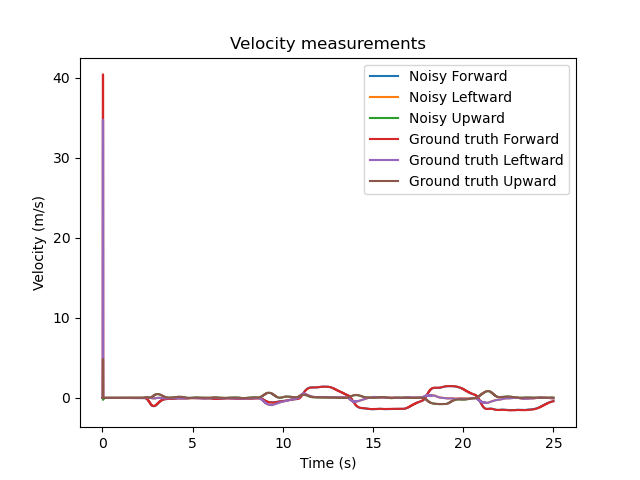 Velocity measurements
Noisy Forward
Noisy Leftward
Noisy Upward
Ground truth Forward
Ground truth Leftward
Ground truth Upward
Velocity (m/s)
40
30
20
10
0
0 5 10 15 20 25
Time (s)